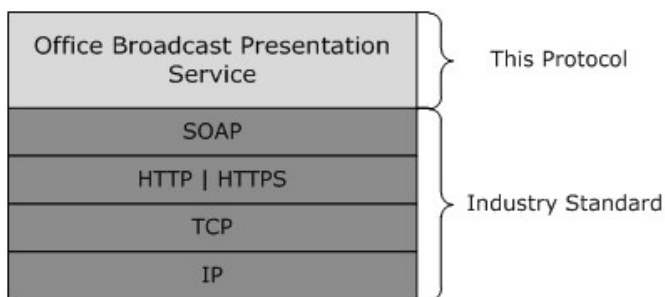 Office Broadcast Presentation
Service
This Protocol
SOAP
HTTP | HTTPS
TCP
IP
Industry Standard